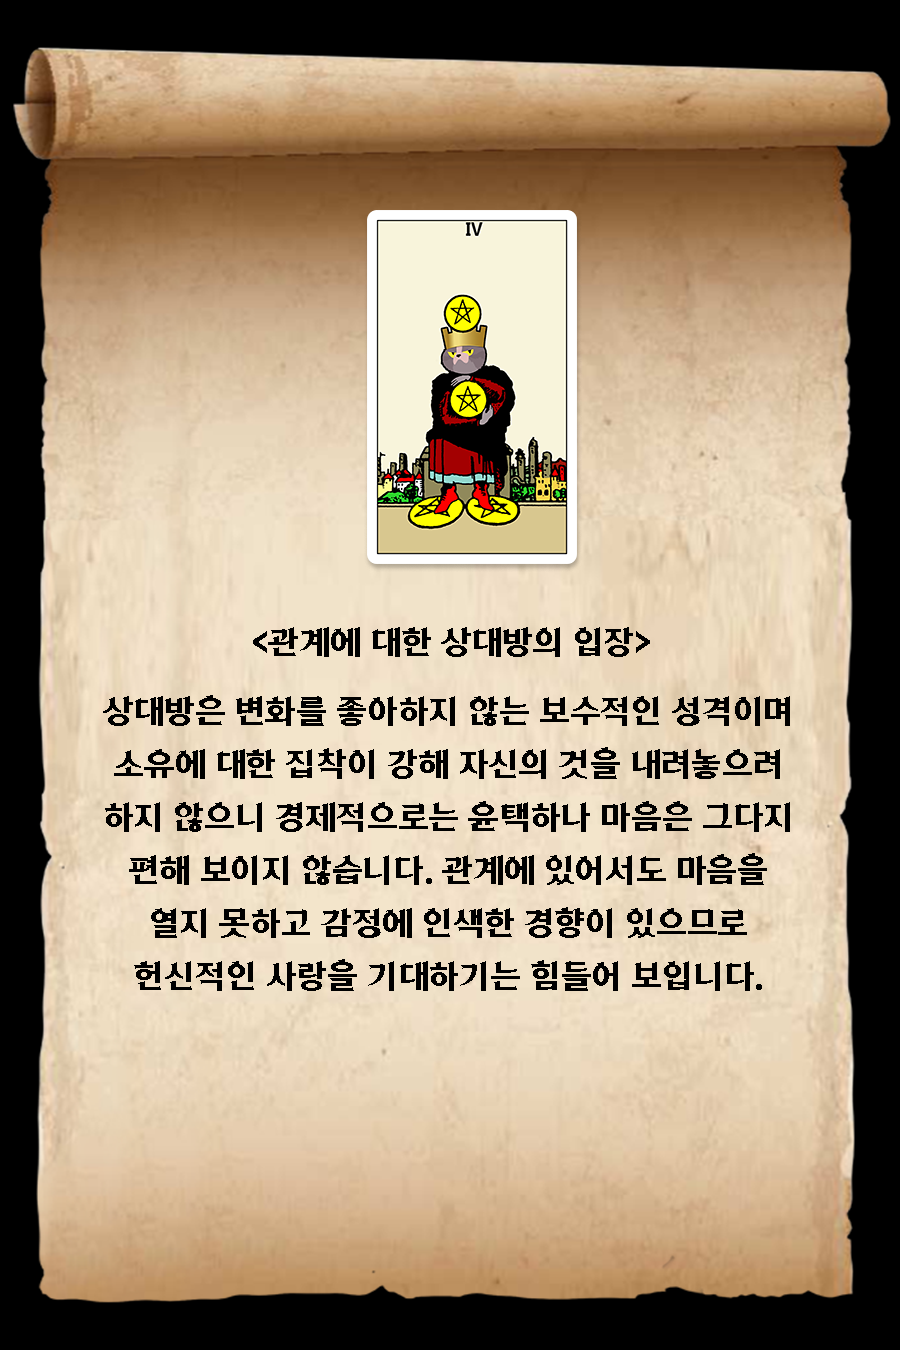 IV
<관계에 대한 상대방의 입장>
상대방은 변화를 좋아하지 않는 보수적인 성격이며
소유에 대한 집착이 강해 자신의 것을 내려놓으려
하지 않으니 경제적으로는 윤택하나 마음은 그다지
편해 보이지 않습니다. 관계에 있어서도 마음을
열지 못하고 감정에 인색한 경향이 있으므로
헌신적인 사랑을 기대하기는 힘들어 보입니다.